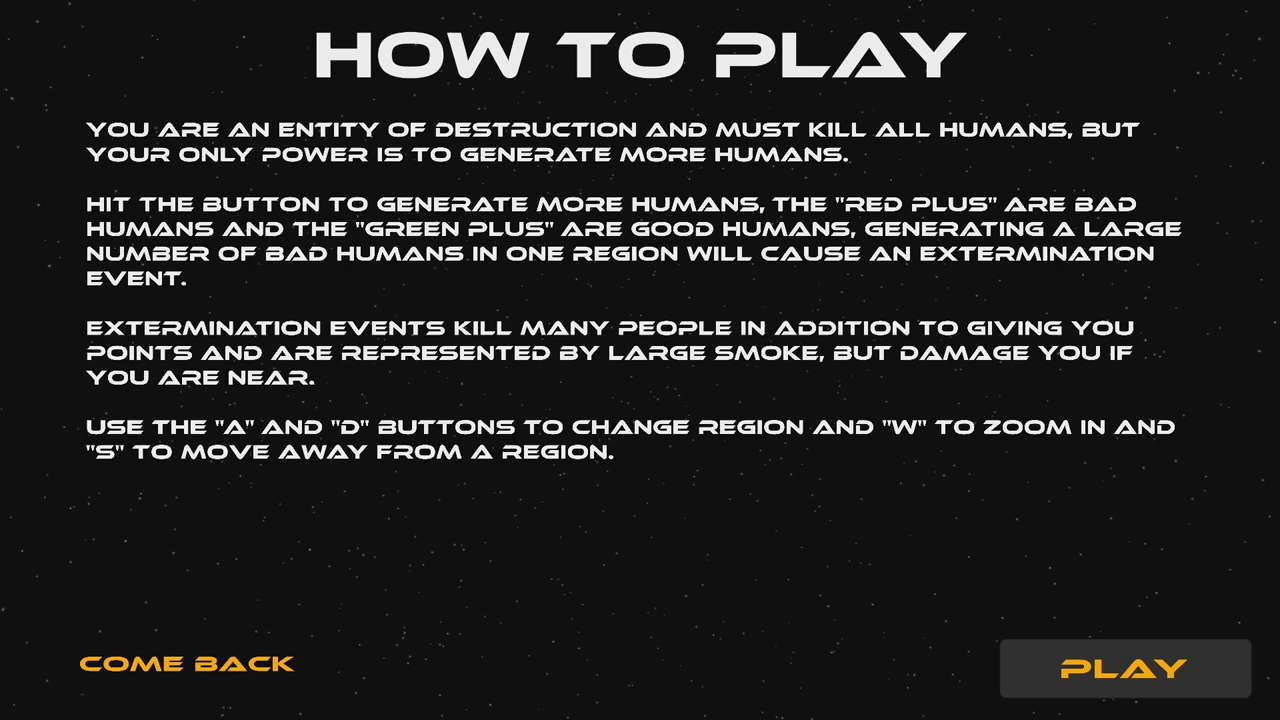 HOW TO PLAY
YOU ARE AN ENTITY OF DESTRUCTION AND MUST KILL ALL HUMANS, BUT
YOUR ONLY POWER IS TO GENERATE MORE HUMANS.
HIT THE BUTTON TO GENERATE MORE HUMANS, THE "RED PLUS" ARE BAD
HUMANS AND THE "GREEN PLUS" ARE GOOD HUMANS, GENERATING A LARGE
NUMBER OF BAD HUMANS IN ONE REGION WILL CAUSE AN EXTERMINATION
EVENT.
EXTERMINATION EVENTS KILL MANY PEOPLE IN ADDITION TO GIVING YOU
POINTS AND ARE REPRESENTED BY LARGE SMOKE, BUT DAMAGE YOU IF
YOU ARE NEAR.
USE THE "A" AND "D" BUTTONS TO CHANGE REGION AND "W" TO ZOOM IN AND
"S" TO MOVE AWAY FROM A REGION.
COME BACK
PLAY